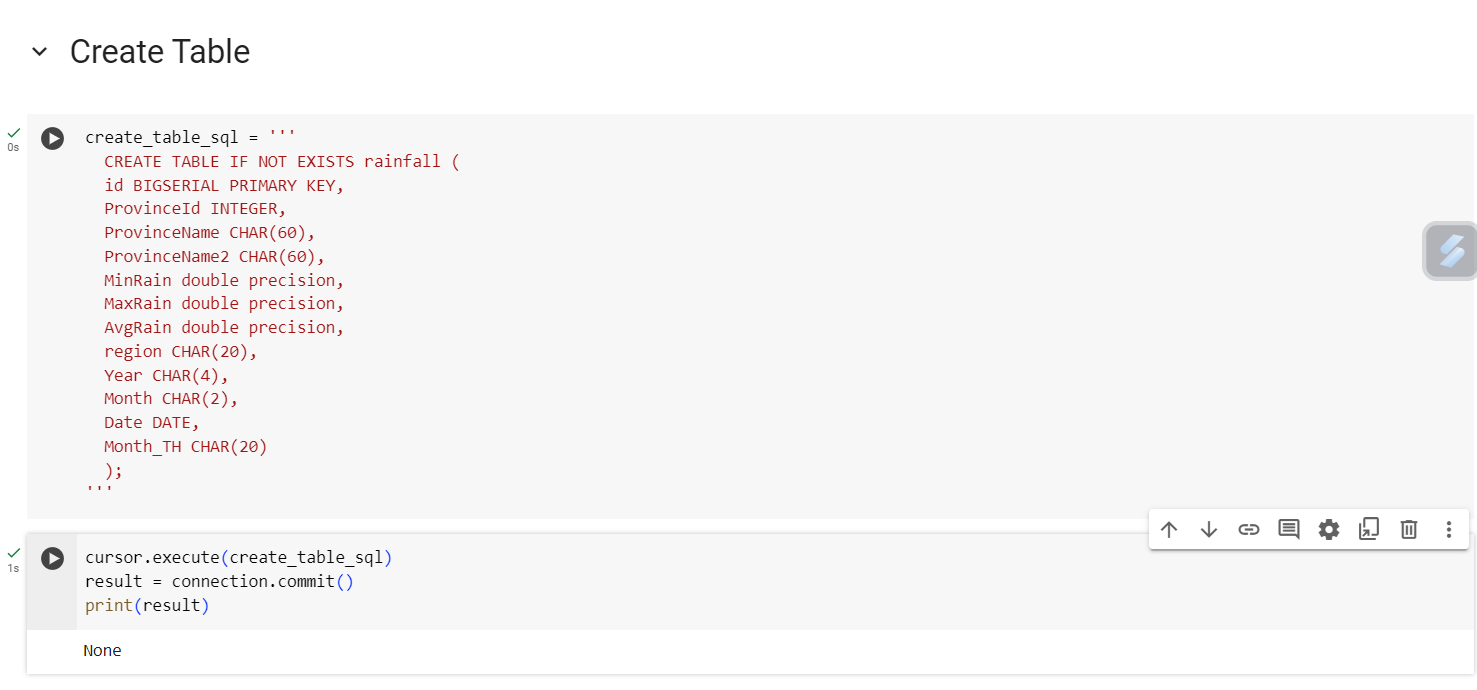 Create Table
create_table_sql = '''
CREATE TABLE IF NOT EXISTS rainfall (
id BIGSERIAL PRIMARY KEY,
ProvinceId INTEGER,
ProvinceName CHAR(60),
ProvinceName2 CHAR(60),
MinRain double precision,
MaxRain double precision,
AvgRain double precision,
region CHAR(20),
Year CHAR(4),
Month CHAR(2),
Date DATE,
Month_TH CHAR(20)
);
'''
0s
cursor.execute(create_table_sql)
result = connection.commit()
print(result)
1s
None